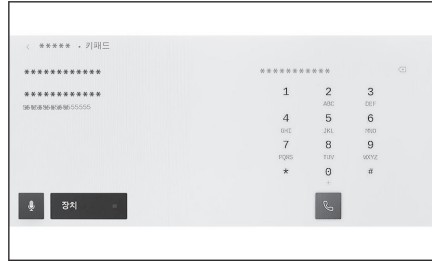 < ***** • 키패드
************
************
***********
1 2 3
ABC DEF
4 5 6
GHI JKL MNO
7 8 9
PQRS TUV WXYZ
* 0 #
+
장치